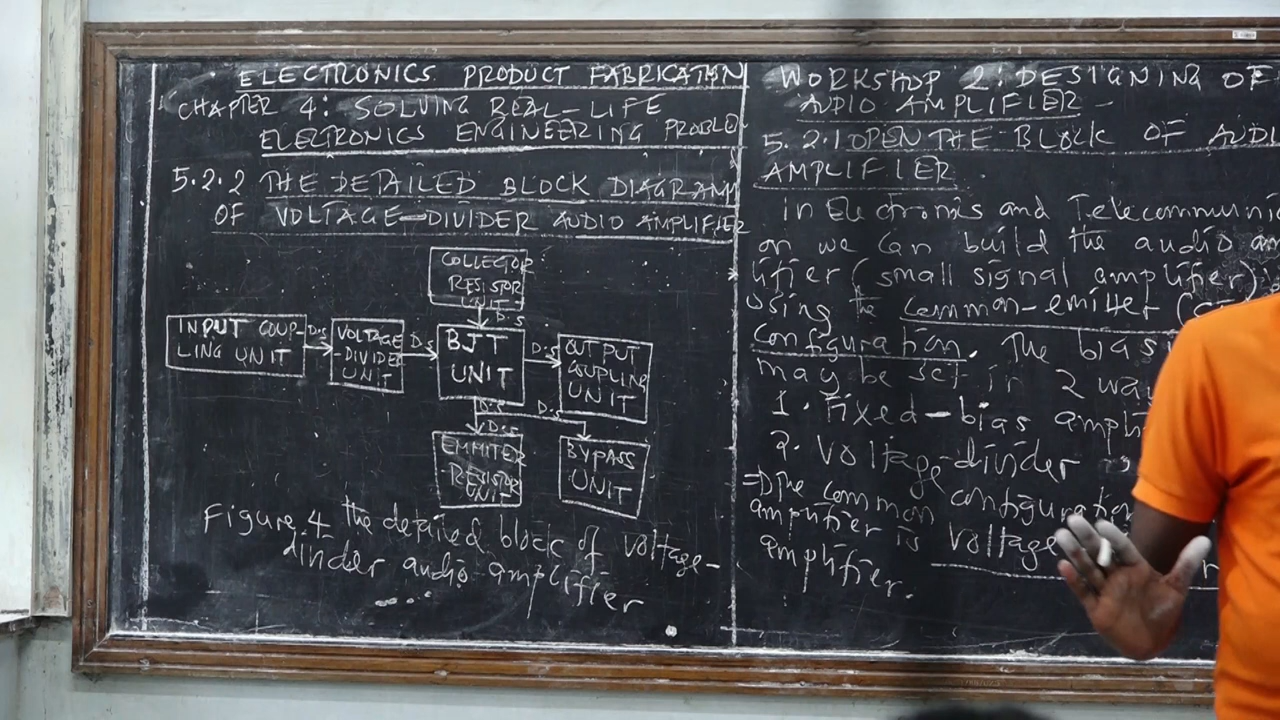 ELECTRONICS PRODUCT FABRICATION
CHAPTER 4: SOLVING REAL-LIFE
ELECTRONICS ENGINEERING PROBLE
5.2.2 THE DETAILED BLOCK DIAGRAM
OF VOLTAGE-DIVIDER AUDIO AMPLIFIER
COLLECTOR
RESISTOR
UNIT
D.S
INPUT COUP-
LING UNIT
D.S
VOLTAGE
-DIVIDER
UNIT
D.S
BJT
UNIT
D.S
OUTPUT
COUPLING
UNIT
D.S
D.S
D.S
EMMITER
RESISTOR
UNIT
BYPASS
UNIT
Figure 4 the detailed block of voltage-
divider audio amplifier
WORKSHOP 2: DESIGNING OF
AUDIO AMPLIFIER -
5.2.1 OPEN THE BLOCK OF AUDI
AMPLIFIER
in Electronics and Telecommuni
on we can build the audio am
lifier (small signal amplifier)
using the common-emitter (
configuration. The bias
may be set in 2 wa
1. Fixed-bias ampli
2. Voltage-divider
The common configuration
amplifier is voltage
amplifier.